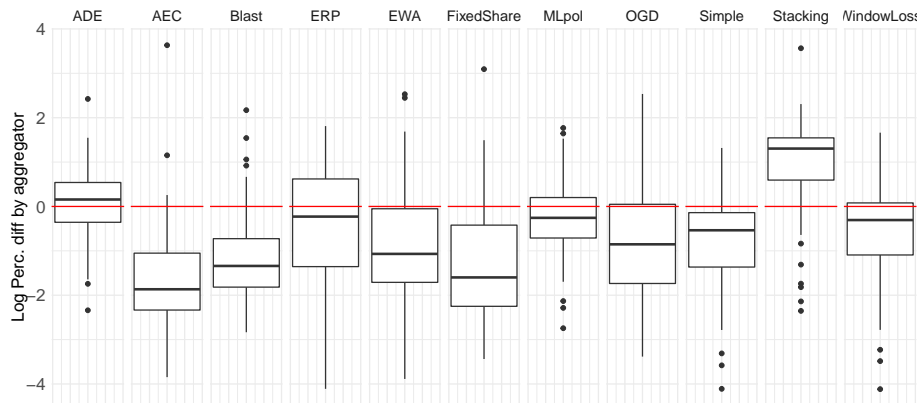 ADE AEC Blast ERP EWA FixedShare MLpol OGD Simple Stacking WindowLoss
Log Perc. diff by aggregator
4
2
0
−2
−4